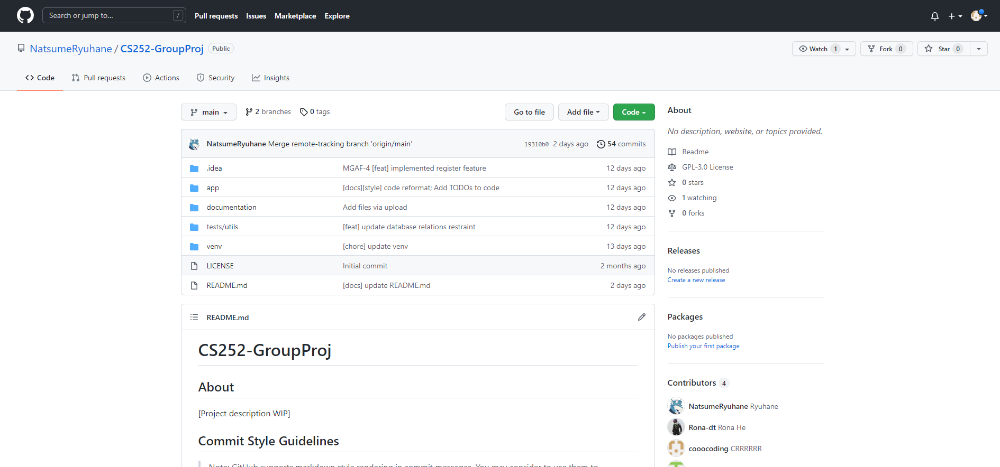 Search or jump to... /
Pull requests Issues Marketplace Explore
NatsumeRyuhane / CS252-GroupProj Public
Watch 1 Fork 0 Star 0
Code Pull requests Actions Security Insights
main 2 branches 0 tags Go to file Add file Code
NatsumeRyuhane Merge remote-tracking branch 'origin/main' 19310b0 2 days ago 54 commits
.idea MGAF-4 [feat] implemented register feature 12 days ago
app [docs][style] code reformat; Add TODOs to code 12 days ago
documentation Add files via upload 12 days ago
tests/utils [feat] update database relations restraint 12 days ago
venv [chore] update venv 13 days ago
LICENSE Initial commit 2 months ago
README.md [docs] update README.md 2 days ago
README.md
CS252-GroupProj
About
[Project description WIP]
Commit Style Guidelines
Note: GitHub supports markdown style rendering in commit messages. You may consider to use them to
About
No description, website, or topics provided.
Readme
GPL-3.0 License
0 stars
1 watching
0 forks
Releases
No releases published
Create a new release
Packages
No packages published
Publish your first package
Contributors 4
NatsumeRyuhane Ryuhane
Rona-dt Rona He
cooocoding CRRRRRR